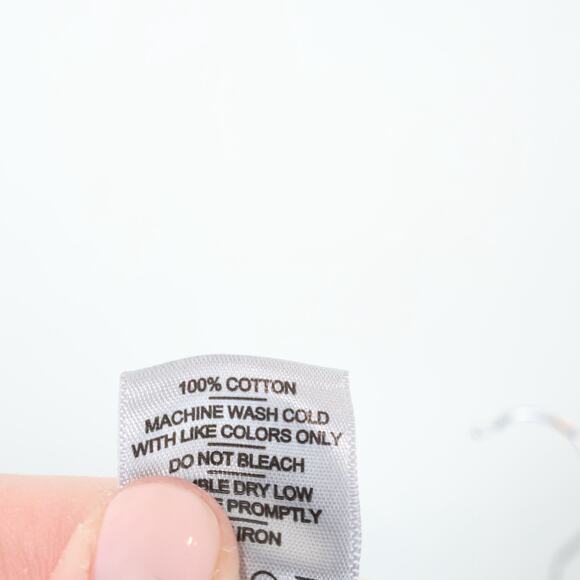 100% COTTON
MACHINE WASH COLD
WITH LIKE COLORS ONLY
DO NOT BLEACH
DRY LOW
PROMPTLY
IRON